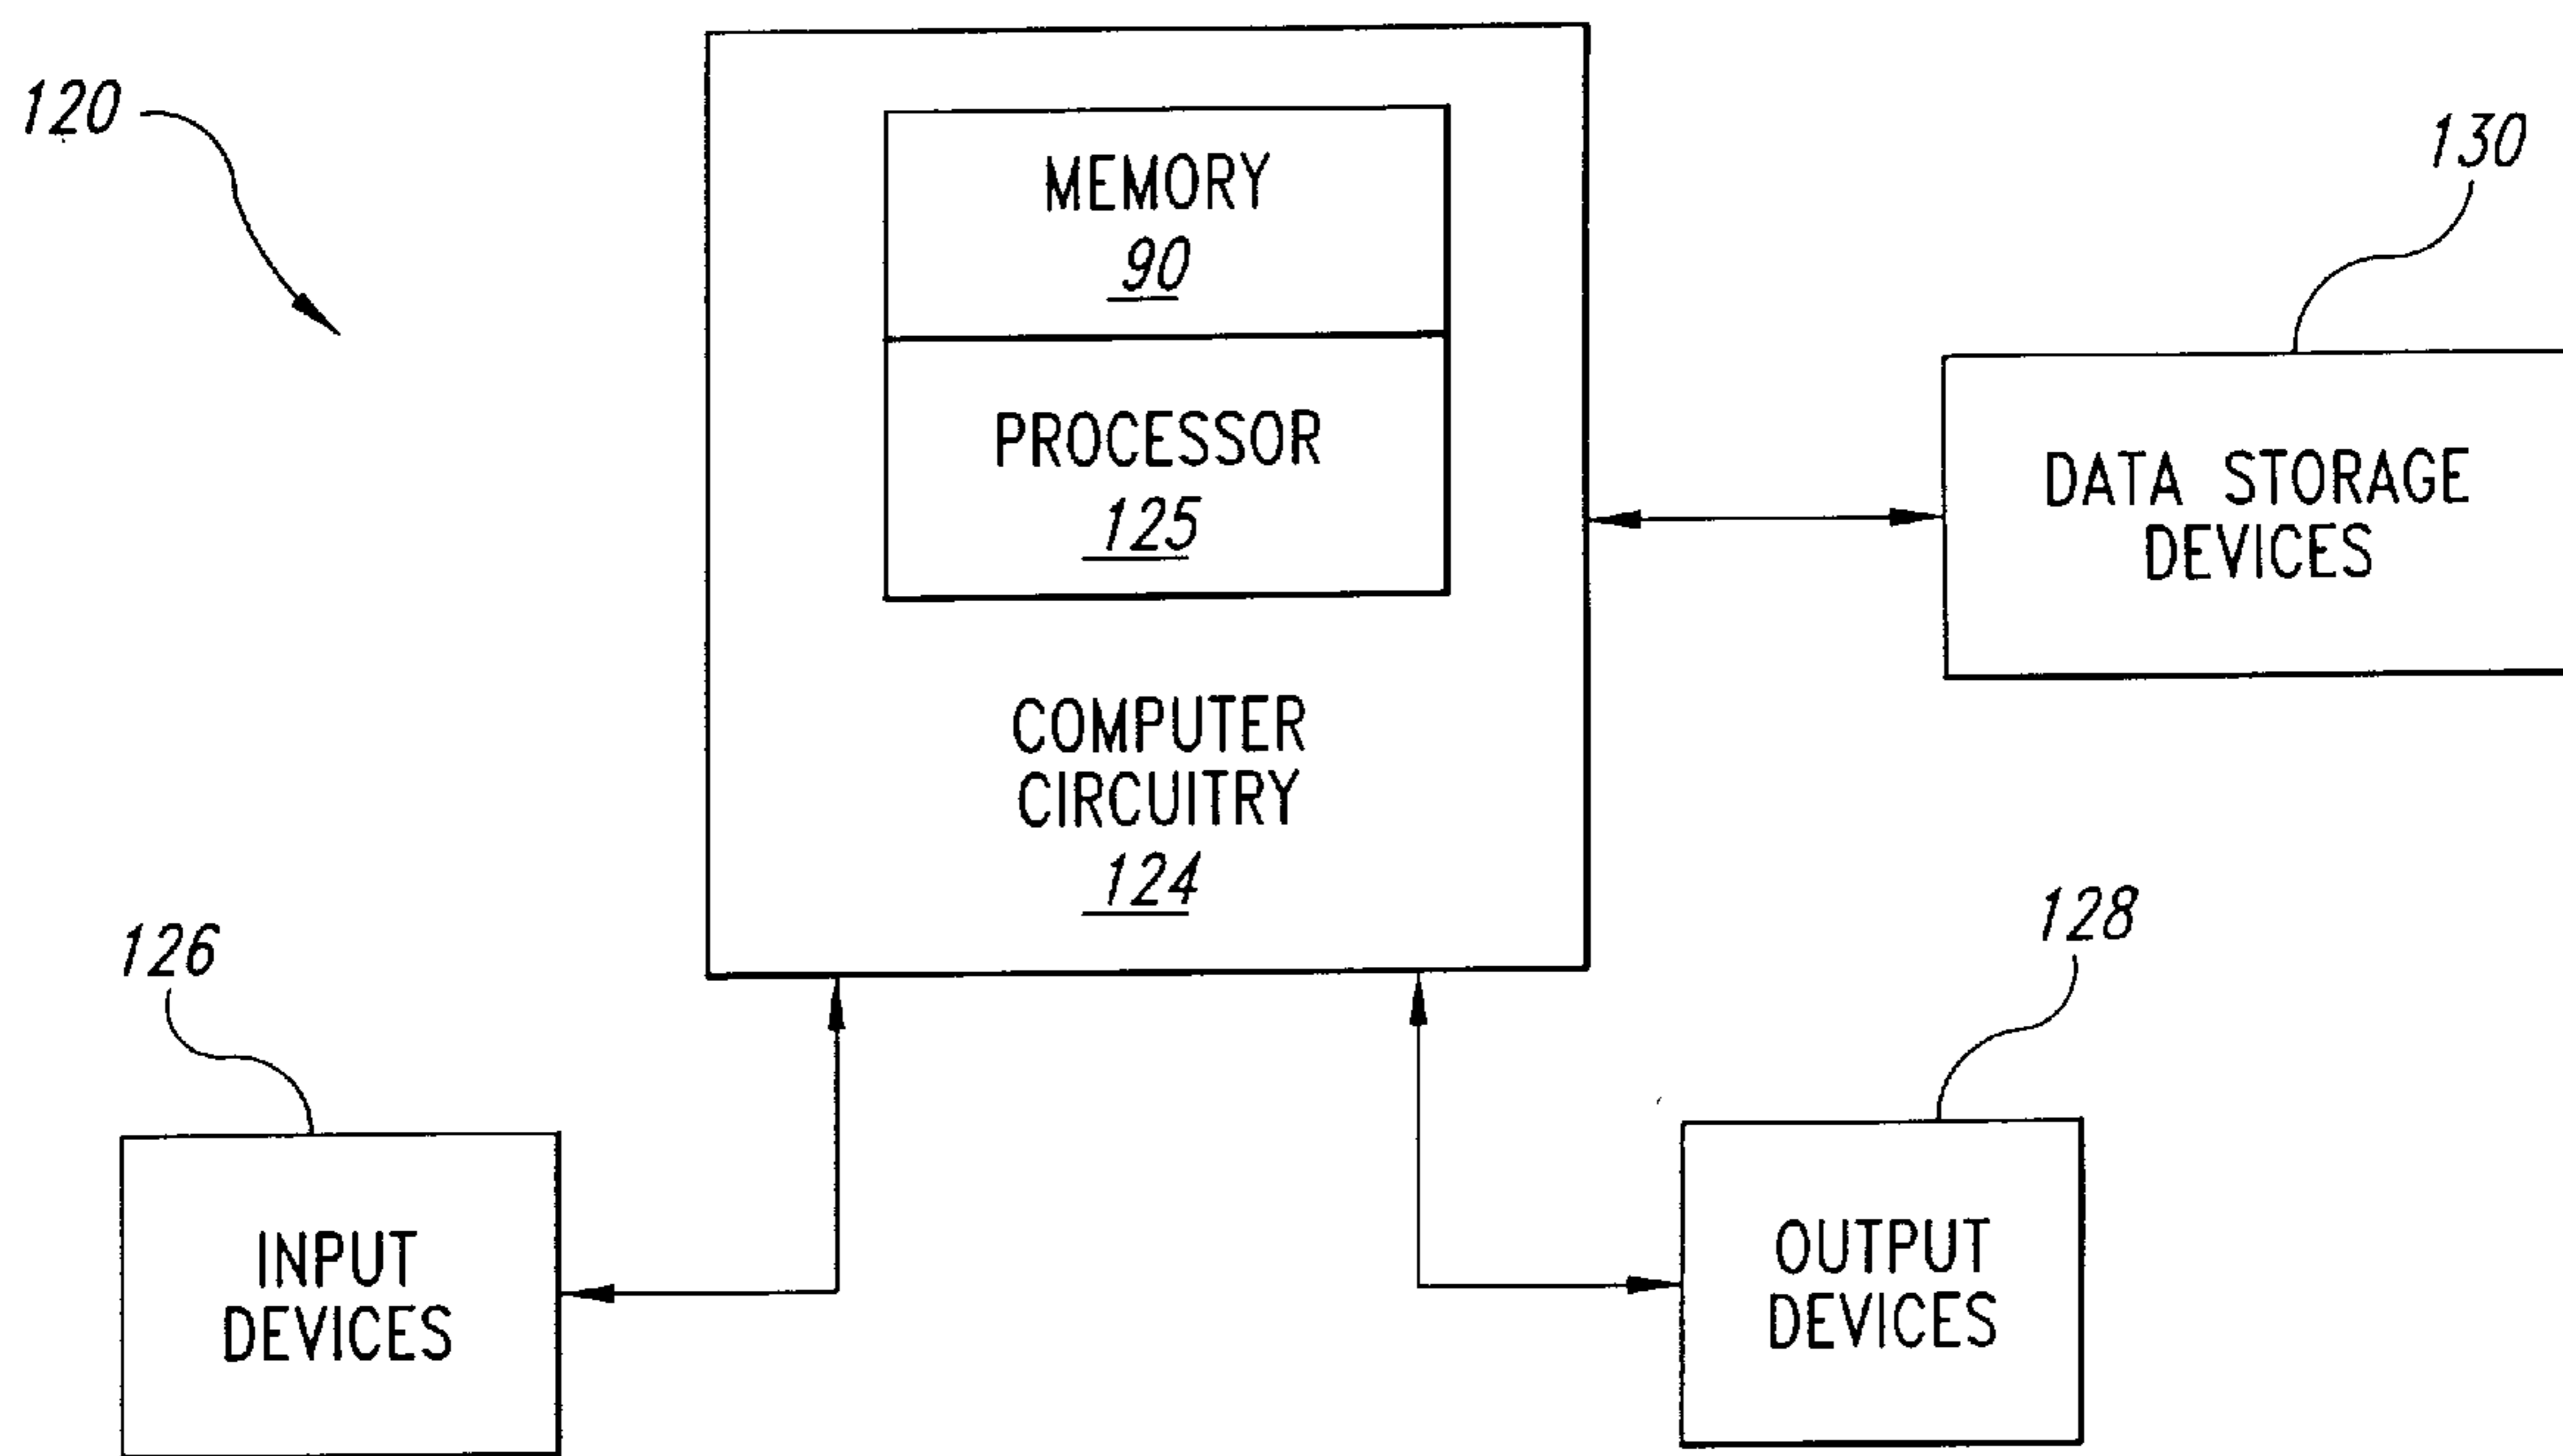 120
MEMORY
90
130
PROCESSOR
125
DATA STORAGE
DEVICES
COMPUTER
CIRCUITRY
124
126
128
INPUT
DEVICES
OUTPUT
DEVICES